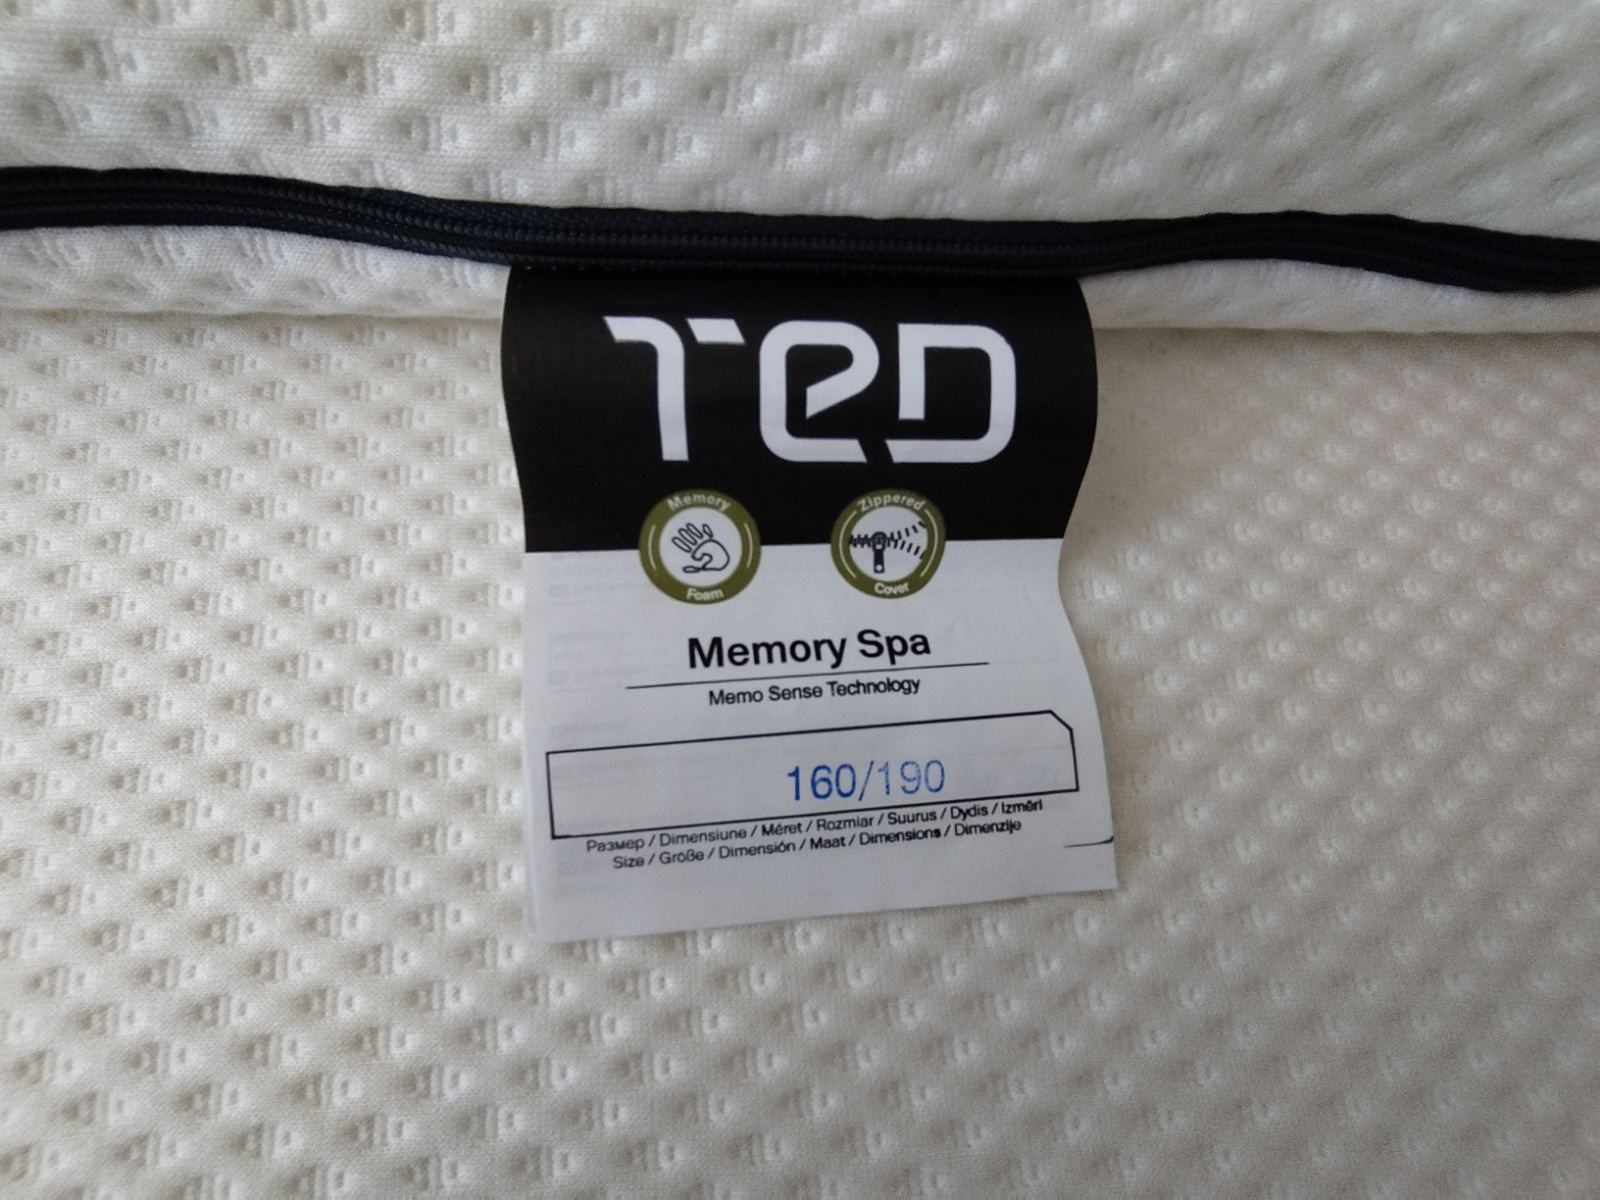 TED
Memory Foam
Zippered Cover
Memory Spa
Memo Sense Technology
160/190
Размер / Dimensiune / Méret / Rozmiar / Suurus / Dydis / Izmēri
Size / Größe / Dimensión / Maat / Dimensions / Dimenzije